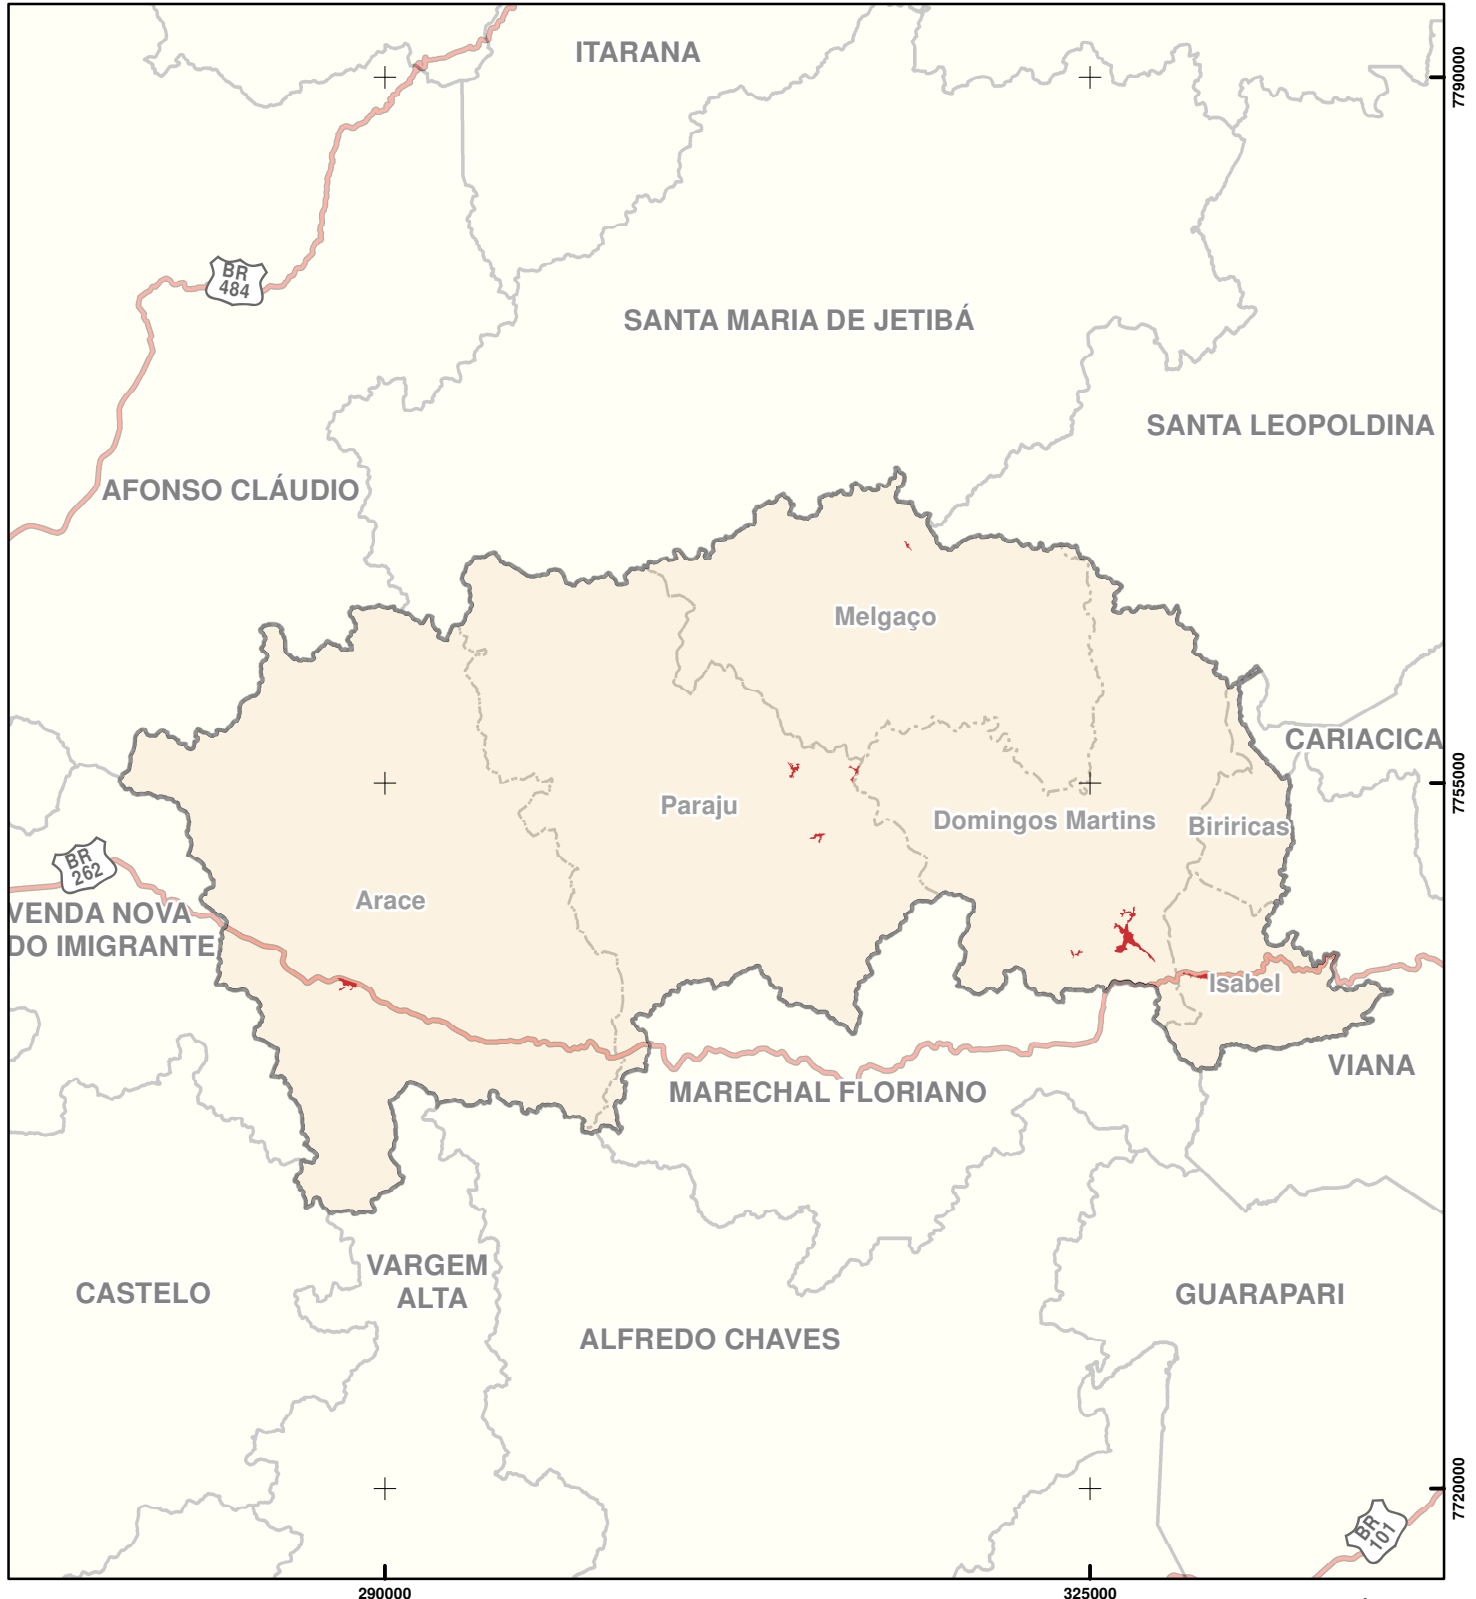 ITARANA
7790000
BR
484
SANTA MARIA DE JETIBÁ
SANTA LEOPOLDINA
AFONSO CLÁUDIO
Melgaço
CARIACICA
7755000
Paraju
Domingos Martins
Biriricas
BR
262
Arace
VENDA NOVA
DO IMIGRANTE
Isabel
VIANA
MARECHAL FLORIANO
VARGEM
ALTA
CASTELO
GUARAPARI
ALFREDO CHAVES
7720000
BR
101
290000
325000